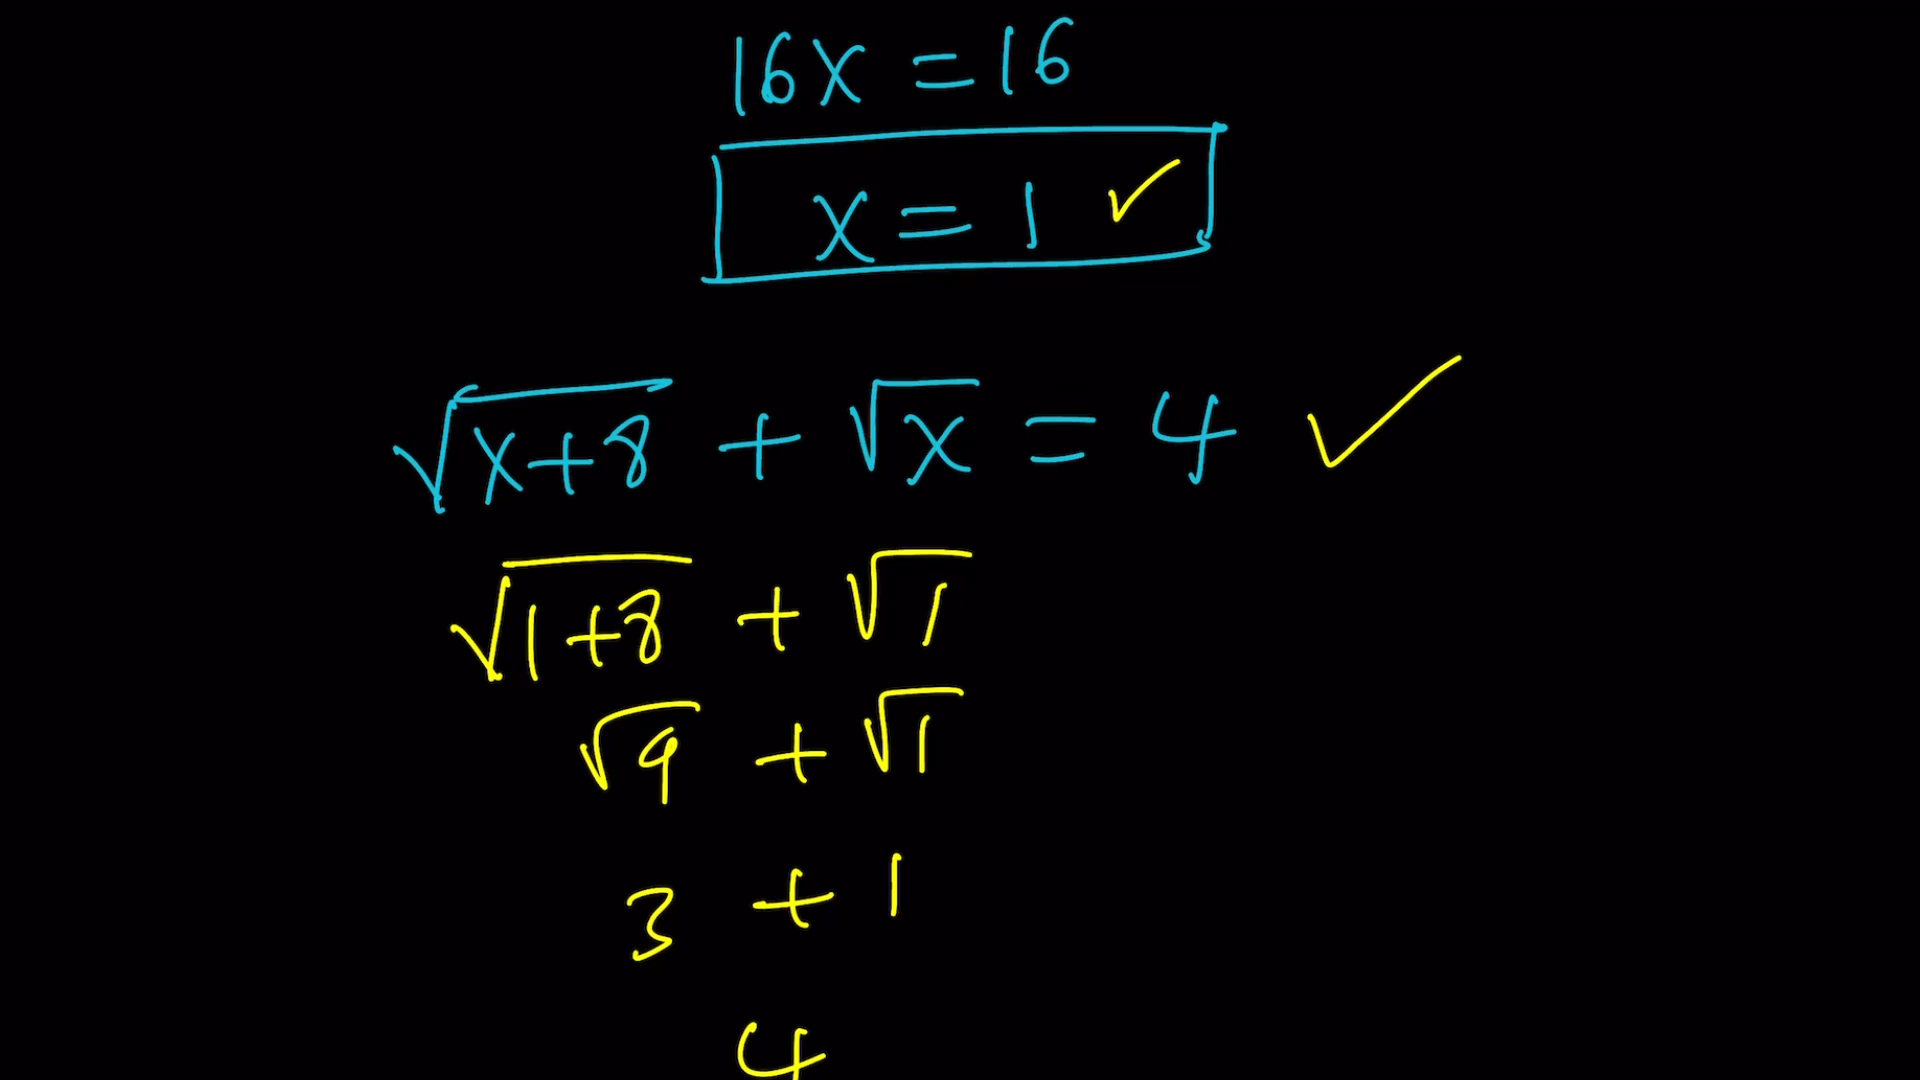 16x = 16
x = 1 ✓
√(x+8) + √x = 4 ✓
√(1+8) + √1
√9 + √1
3 + 1
4